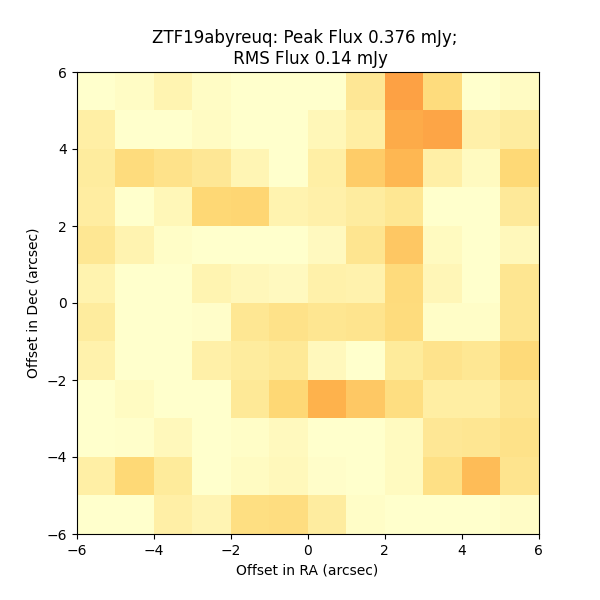 ZTF19abyreuq: Peak Flux 0.376 mJy;
RMS Flux 0.14 mJy
6
4
2
0
−2
−4
−6
Offset in Dec (arcsec)
−6 −4 −2 0 2 4 6
Offset in RA (arcsec)